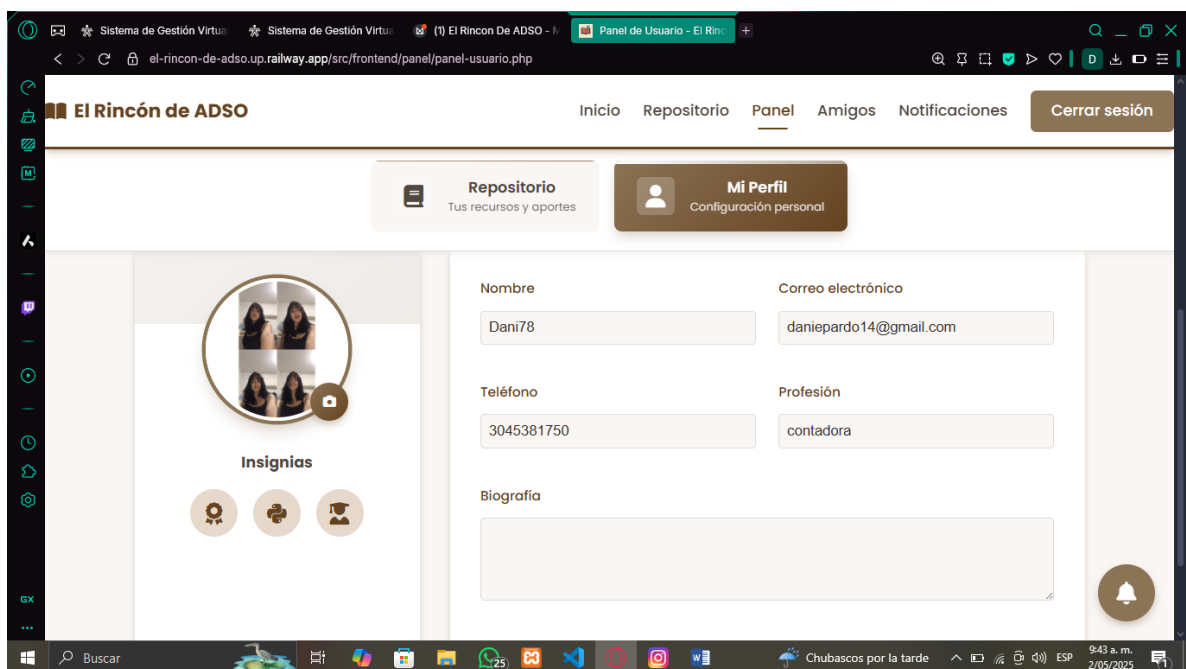 Sistema de Gestión Virtua
Sistema de Gestión Virtua
(1) El Rincon De ADSO - M
Panel de Usuario - El Rinc
el-rincon-de-adso.up.railway.app/src/frontend/panel/panel-usuario.php
D
El Rincón de ADSO
Inicio
Repositorio
Panel
Amigos
Notificaciones
Cerrar sesión
Repositorio
Tus recursos y aportes
Mi Perfil
Configuración personal
Nombre
Correo electrónico
Dani78
daniepardo14@gmail.com
Teléfono
Profesión
3045381750
contadora
Insignias
Biografía
GX
Buscar
25
Chubascos por la tarde
ESP
9:43 a. m.
2/05/2025